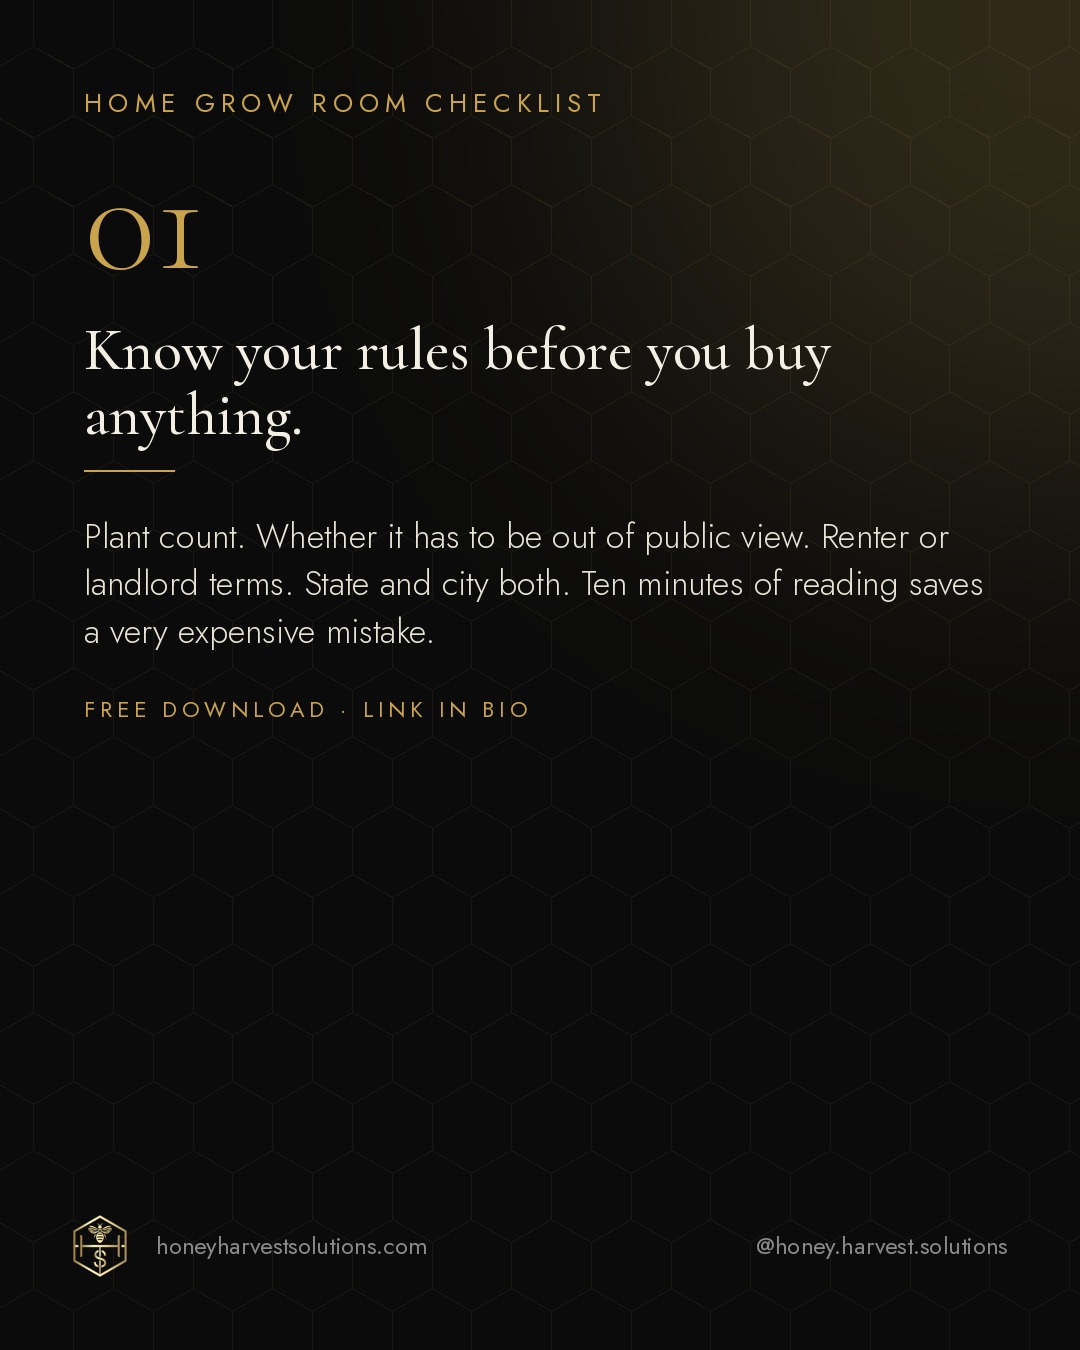 HOME GROW ROOM CHECKLIST
01
Know your rules before you buy
anything.
Plant count. Whether it has to be out of public view. Renter or
landlord terms. State and city both. Ten minutes of reading saves
a very expensive mistake.
FREE DOWNLOAD · LINK IN BIO
H S
honeyharvestsolutions.com
@honey.harvest.solutions